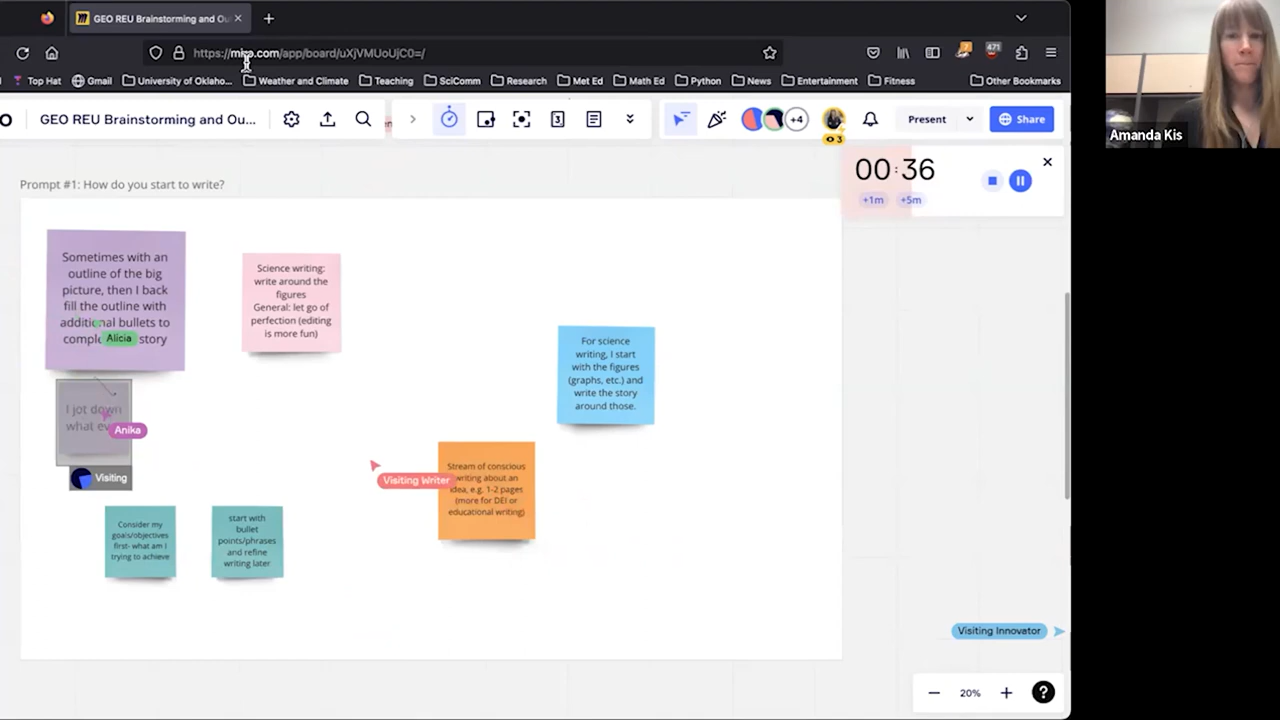 GEO REU Brainstorming and Ou
https://miro.com/app/board/uXjVMUoUjC0=/
471
Top Hat
Gmail
University of Oklaho...
Weather and Climate
Teaching
SciComm
Research
Met Ed
Math Ed
Python
News
Entertainment
Fitness
Other Bookmarks
GEO REU Brainstorming and Ou...
3
+4
3
Present
Share
Amanda Kis
00:36
+1m
+5m
Prompt #1: How do you start to write?
Sometimes with an
outline of the big
picture, then I back
fill the outline with
additional bullets to
story
Alicia
Science writing:
write around the
figures
General: let go of
perfection (editing
is more fun)
For science
writing, I start
with the figures
(graphs, etc.) and
write the story
around those.
I jot down
what
Anika
Visiting
Stream of conscious
writing about an
idea, e.g. 1-2 pages
(more for DEI or
educational writing)
Visiting Writer
Consider my
goals/objectives
first- what am i
trying to achieve
start with
bullet
points/phrases
and refine
writing later
Visiting Innovator
20%